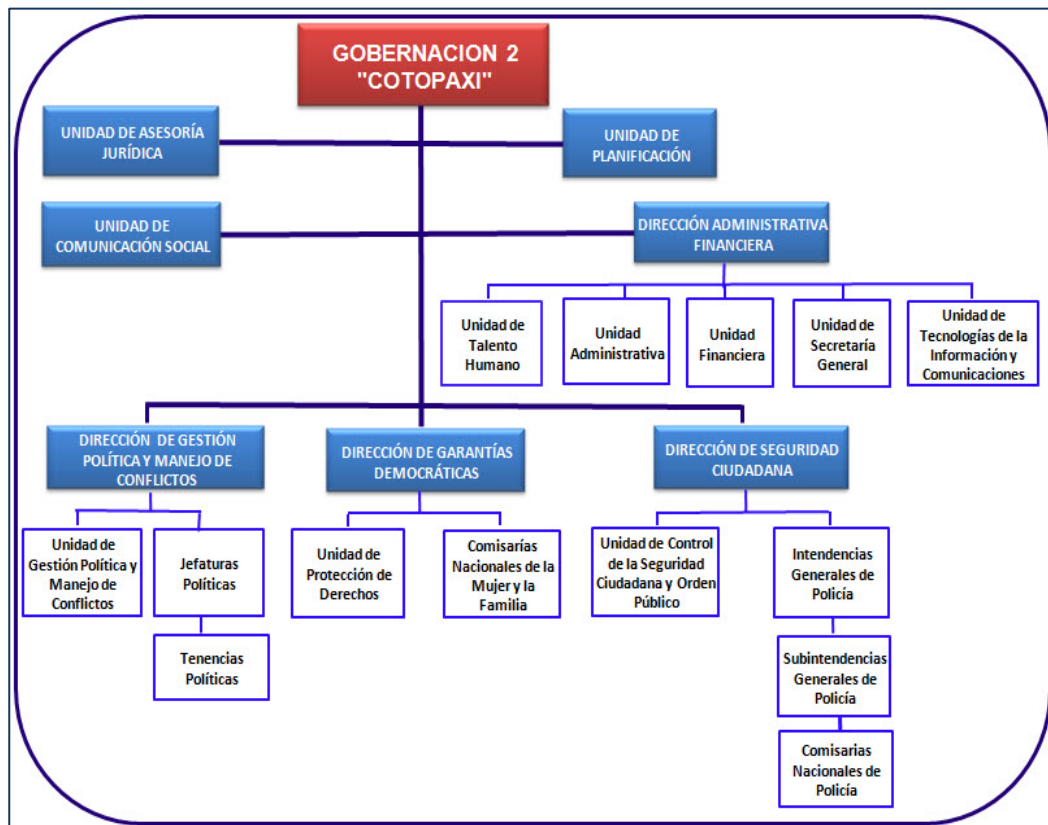 GOBERNACION 2
"COTOPAXI"
UNIDAD DE ASESORÍA
JURÍDICA
UNIDAD DE
PLANIFICACIÓN
UNIDAD DE
COMUNICACIÓN SOCIAL
DIRECCIÓN ADMINISTRATIVA
FINANCIERA
Unidad de
Talento
Humano
Unidad
Administrativa
Unidad
Financiera
Unidad de
Secretaría
General
Unidad de
Tecnologías de la
Información y
Comunicaciones
DIRECCIÓN DE GESTIÓN
POLÍTICA Y MANEJO DE
CONFLICTOS
DIRECCIÓN DE GARANTÍAS
DEMOCRÁTICAS
DIRECCIÓN DE SEGURIDAD
CIUDADANA
Unidad de
Gestión Política y
Manejo de
Conflictos
Jefaturas
Políticas
Unidad de
Protección de
Derechos
Comisarías
Nacionales de la
Mujer y la
Familia
Unidad de Control
de la Seguridad
Ciudadana y Orden
Público
Intendencias
Generales de
Policía
Tenencias
Políticas
Subintendencias
Generales de
Policía
Comisarias
Nacionales de
Policía